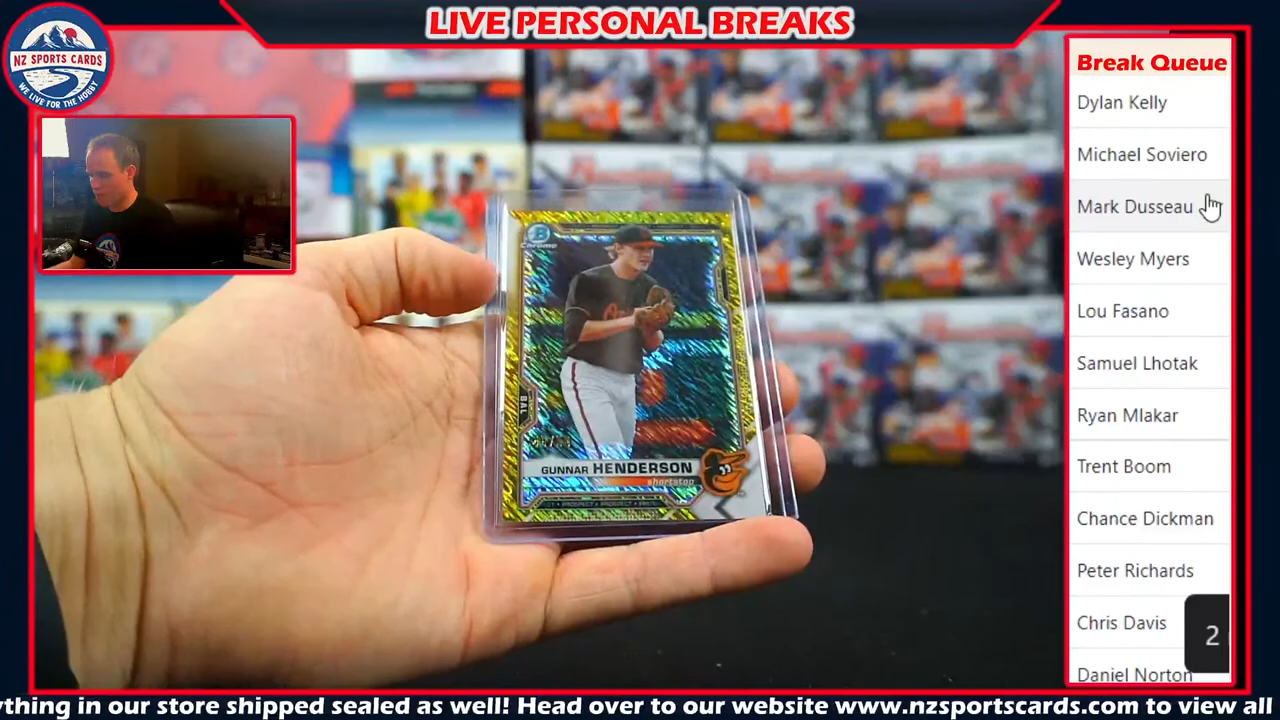 LIVE PERSONAL BREAKS
NZ SPORTS CARDS
WE LIVE FOR THE HOBBY
Break Queue
Dylan Kelly
Michael Soviero
Mark Dusseau
Wesley Myers
Lou Fasano
Samuel Lhotak
Ryan Mlakar
Trent Boom
Chance Dickman
Peter Richards
Chris Davis
2
Daniel Norton
B
Chrome
BAL
GUNNAR HENDERSON
shortstop
ything in our store shipped sealed as well! Head over to our website www.nzsportscards.com to view all